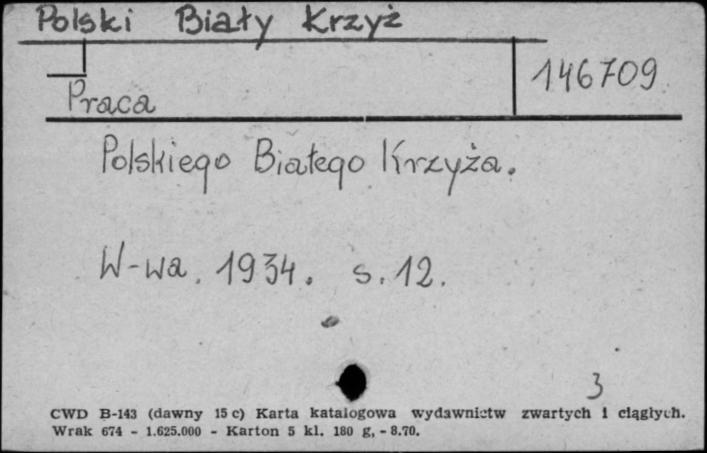 Polski Biały Krzyż
146709
Praca
Polskiego Białego Krzyża.
W-wa. 1934. s. 12.
3
CWD B-143 (dawny 15 c) Karta katalogowa wydawnictw zwartych i ciągłych.
Wrak 674 - 1.625.000 - Karton 5 kl. 180 g, - 8.70.